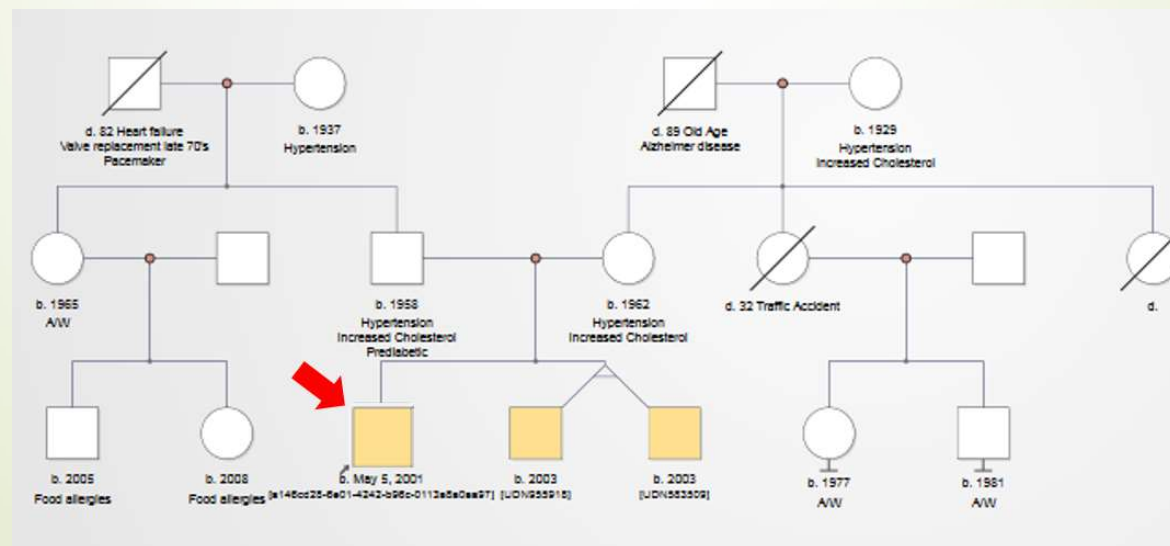 d. 82 Heart failure
Valve replacement late 70's
Pacemaker
b. 1937
Hypertension
d. 89 Old Age
Alzheimer disease
b. 1929
Hypertension
Increased Cholesterol
b. 1965
A/W
b. 1958
Hypertension
Increased Cholesterol
Prediabetic
b. 1962
Hypertension
Increased Cholesterol
d. 32 Traffic Accident
d.
b. 2005
Food allergies
b. 2008
Food allergies
b. May 5, 2001
b. 2003
b. 2003
b. 1977
A/W
b. 1981
A/W